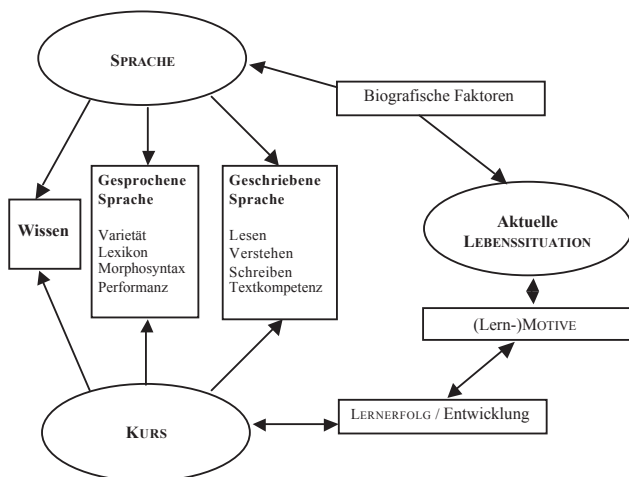 SPRACHE
Biografische Faktoren
Wissen
Gesprochene
Sprache
Varietät
Lexikon
Morphosyntax
Performanz
Geschriebene
Sprache
Lesen
Verstehen
Schreiben
Textkompetenz
Aktuelle
LEBENSSITUATION
(Lern-)MOTIVE
LERNERFOLG / Entwicklung
KURS